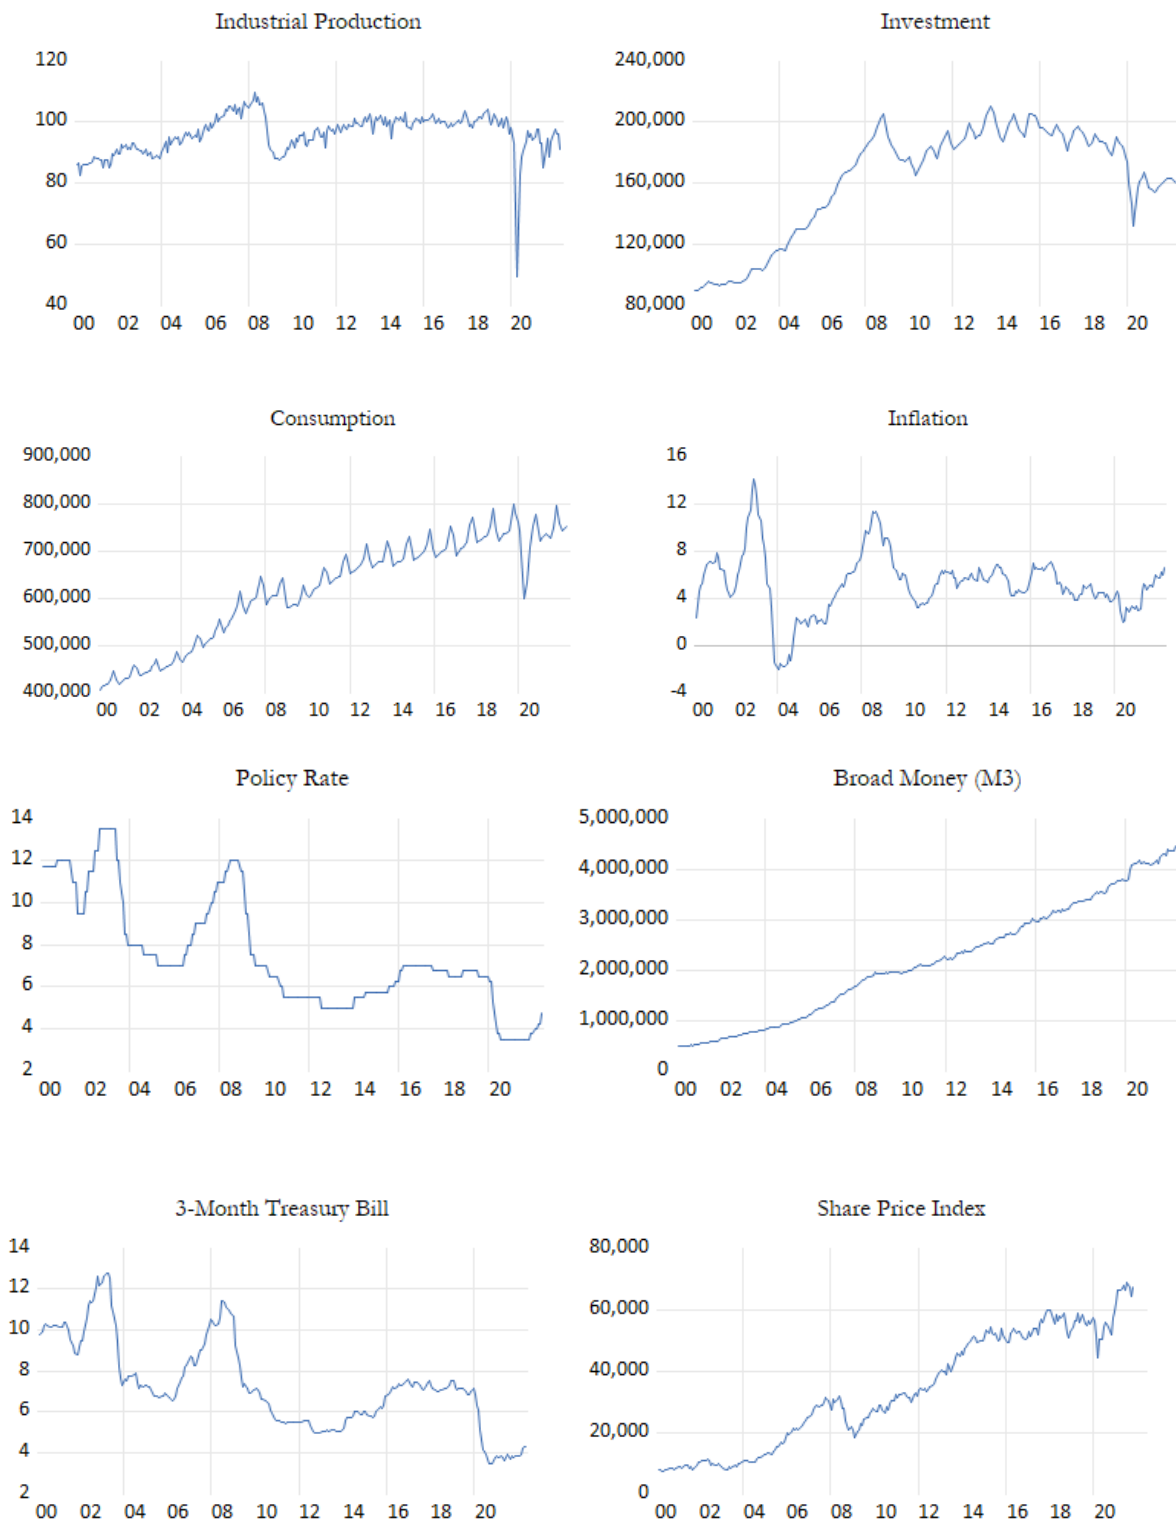 Industrial Production
120
100
80
60
40
00 02 04 06 08 10 12 14 16 18 20
Investment
240,000
200,000
160,000
120,000
80,000
00 02 04 06 08 10 12 14 16 18 20
Consumption
900,000
800,000
700,000
600,000
500,000
400,000
00 02 04 06 08 10 12 14 16 18 20
Inflation
16
12
8
4
0
-4
00 02 04 06 08 10 12 14 16 18 20
Policy Rate
14
12
10
8
6
4
2
00 02 04 06 08 10 12 14 16 18 20
Broad Money (M3)
5,000,000
4,000,000
3,000,000
2,000,000
1,000,000
0
00 02 04 06 08 10 12 14 16 18 20
3-Month Treasury Bill
14
12
10
8
6
4
2
00 02 04 06 08 10 12 14 16 18 20
Share Price Index
80,000
60,000
40,000
20,000
0
00 02 04 06 08 10 12 14 16 18 20